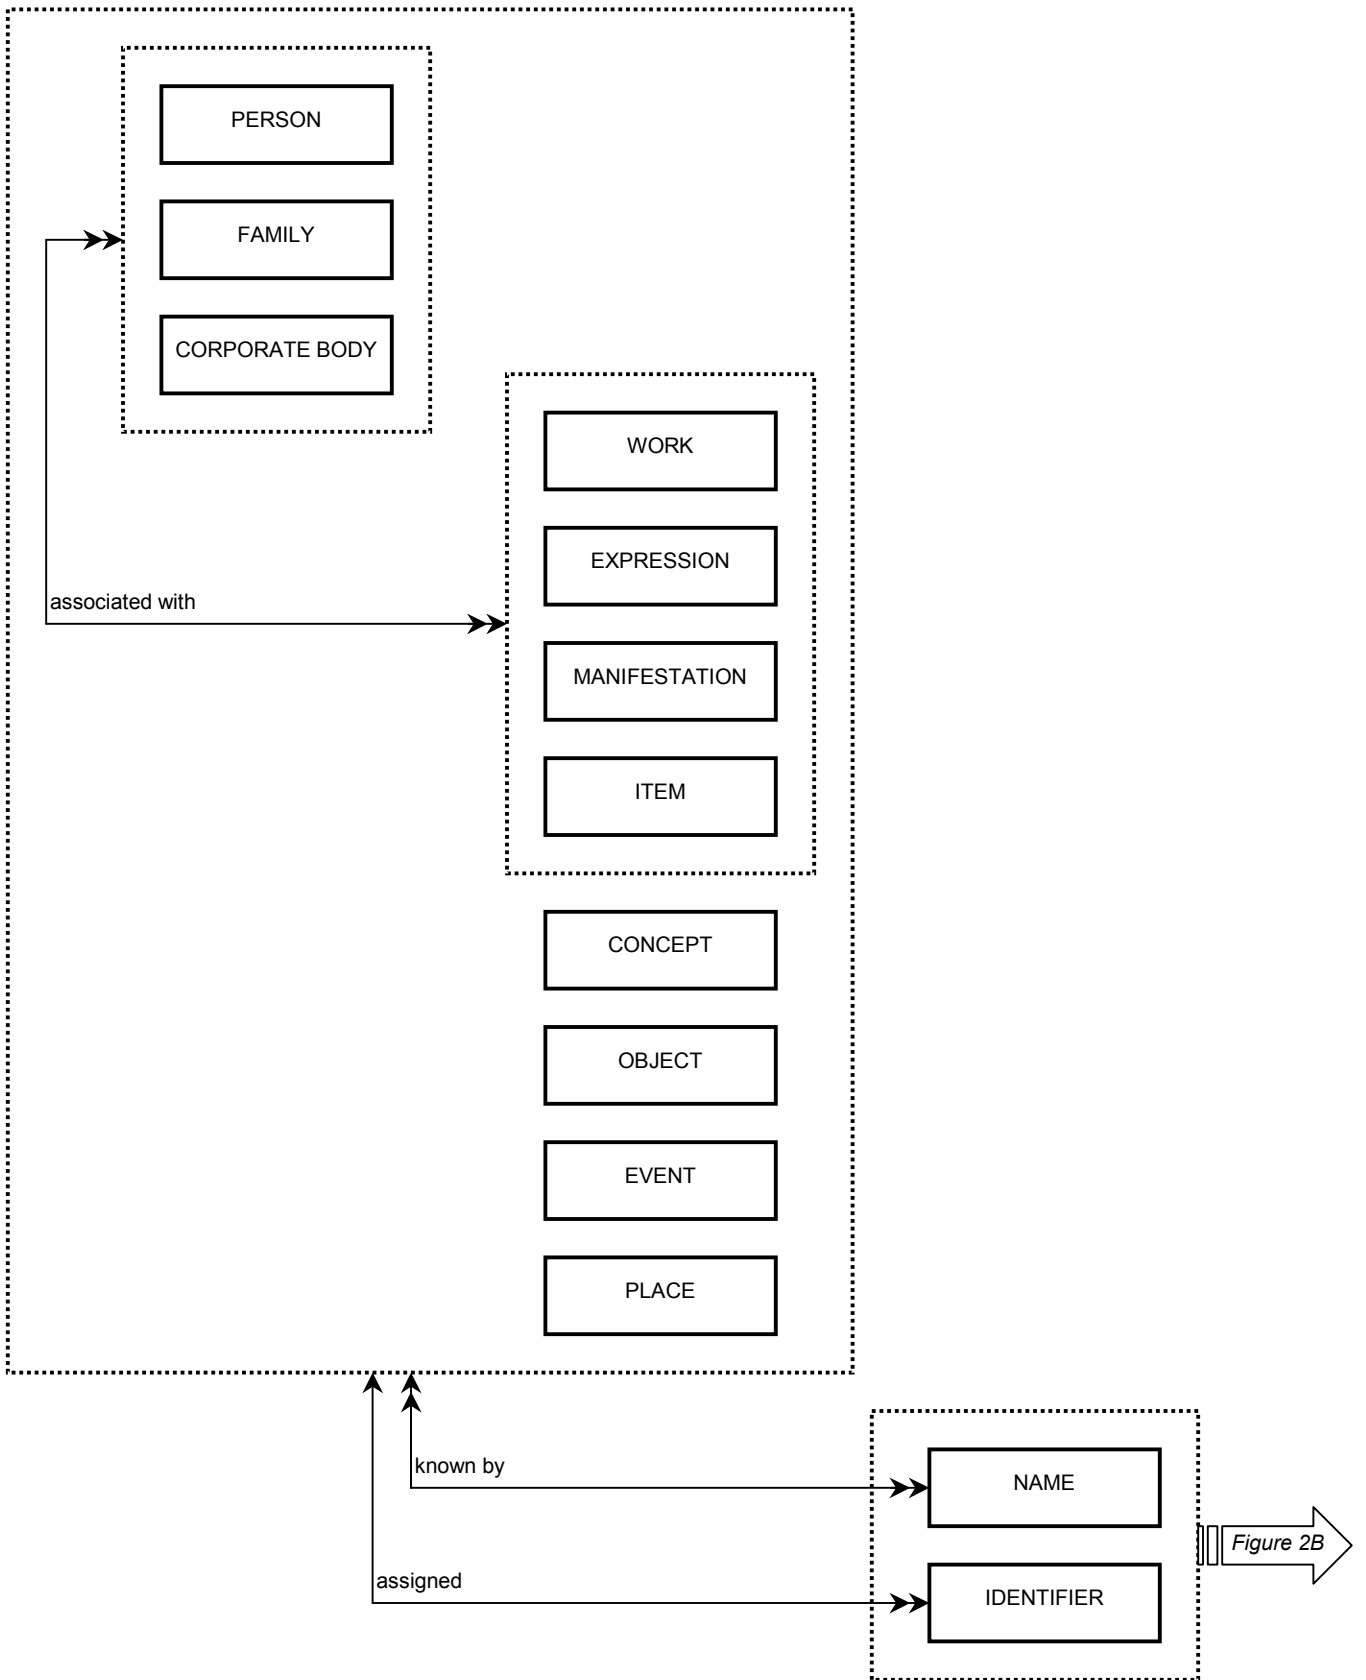 PERSON
FAMILY
CORPORATE BODY
WORK
EXPRESSION
associated with
MANIFESTATION
ITEM
CONCEPT
OBJECT
EVENT
PLACE
known by
NAME
Figure 2B
assigned
IDENTIFIER